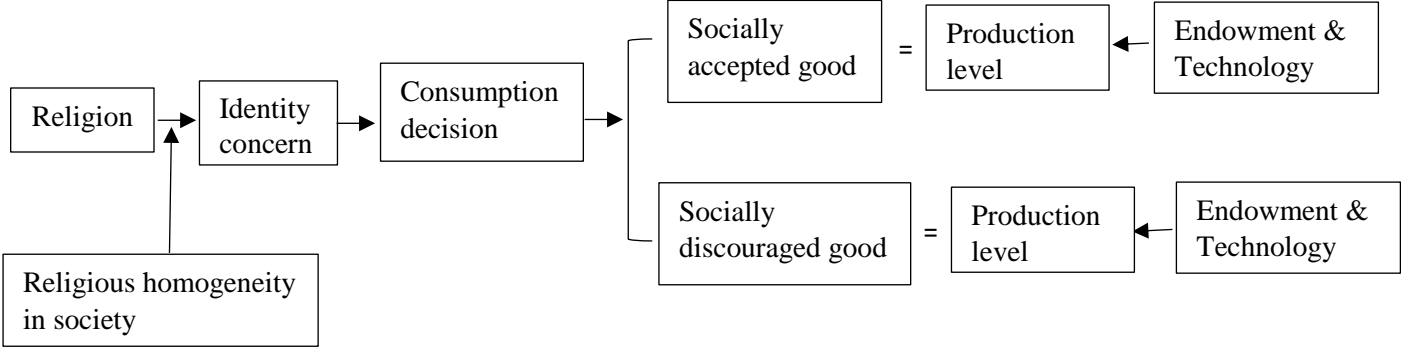 Religion
Identity
concern
Consumption
decision
Socially
accepted good
=
Production
level
Endowment &
Technology
Socially
discouraged good
=
Production
level
Endowment &
Technology
Religious homogeneity
in society